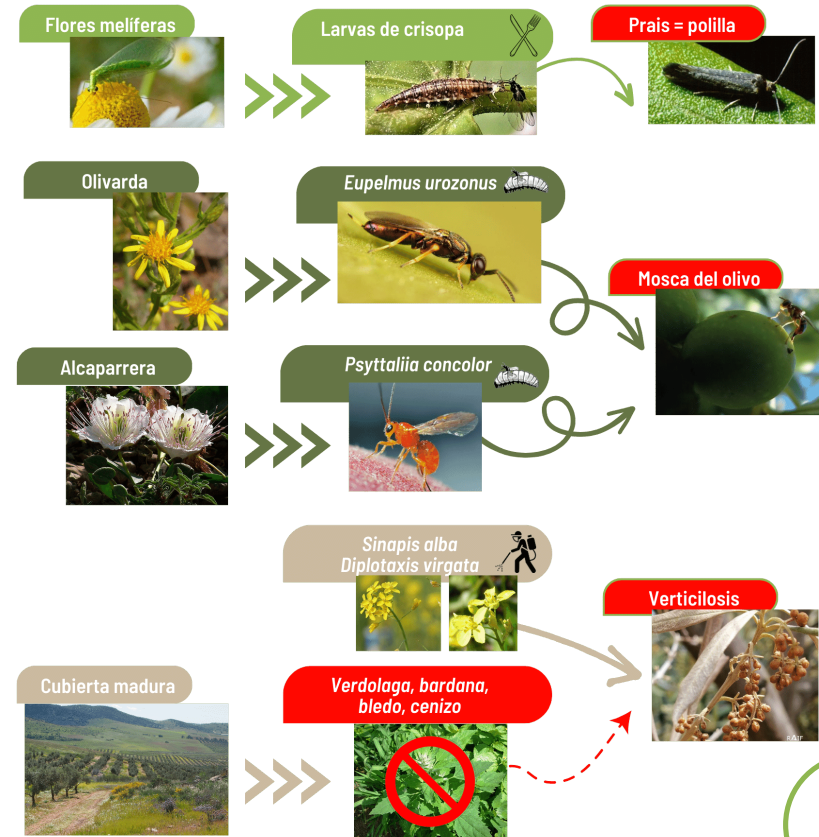 Flores melíferas
Larvas de crisopa
Prais = polilla
Olivarda
Eupelmus urozonus
Mosca del olivo
Alcaparrera
Psyttaliia concolor
Sinapis alba
Diplotaxis virgata
Verticilosis
Cubierta madura
Verdolaga, bardana,
bledo, cenizo